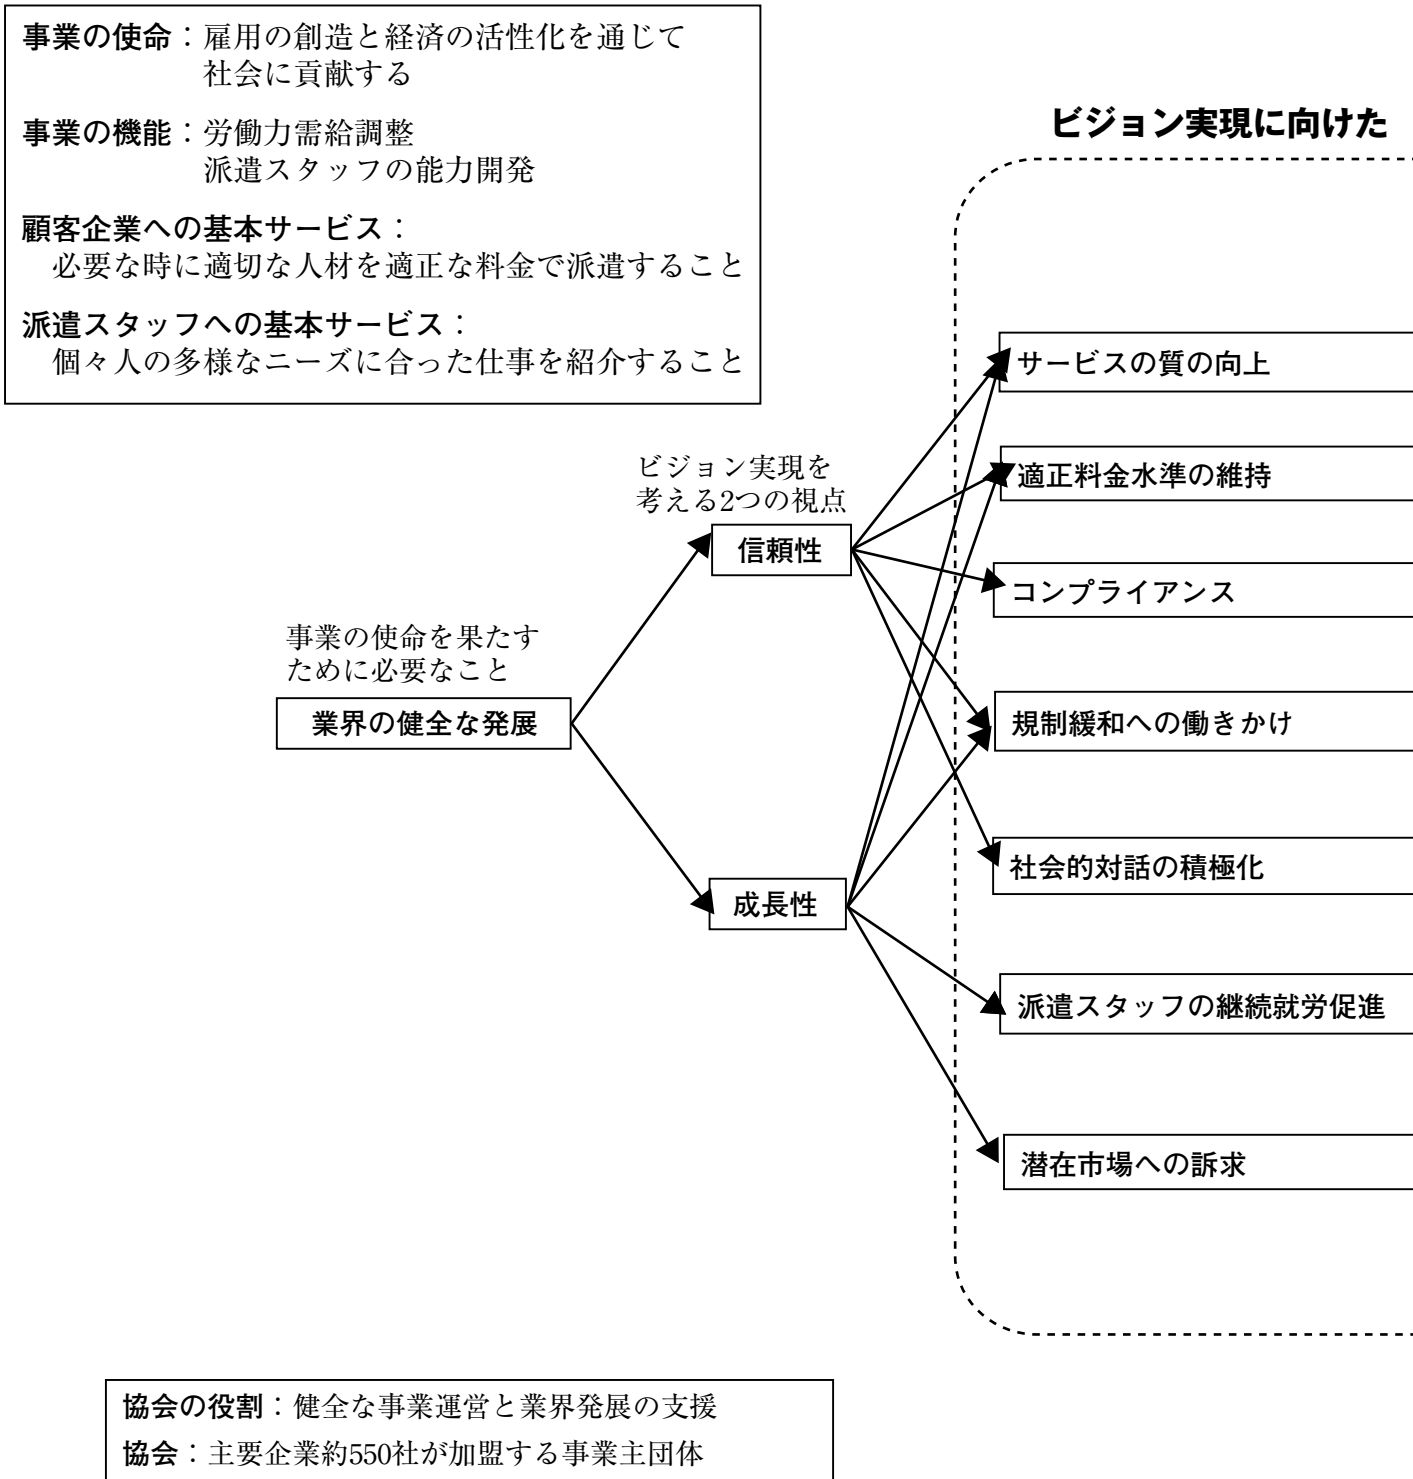 事業の使命：雇用の創造と経済の活性化を通じて
社会に貢献する
事業の機能：労働力需給調整
派遣スタッフの能力開発
顧客企業への基本サービス：
必要な時に適切な人材を適正な料金で派遣すること
派遣スタッフへの基本サービス：
個々人の多様なニーズに合った仕事を紹介すること
ビジョン実現に向けた
事業の使命を果たす
ために必要なこと
業界の健全な発展
ビジョン実現を
考える2つの視点
信頼性
成長性
サービスの質の向上
適正料金水準の維持
コンプライアンス
規制緩和への働きかけ
社会的対話の積極化
派遣スタッフの継続就労促進
潜在市場への訴求
協会の役割：健全な事業運営と業界発展の支援
協会：主要企業約550社が加盟する事業主団体